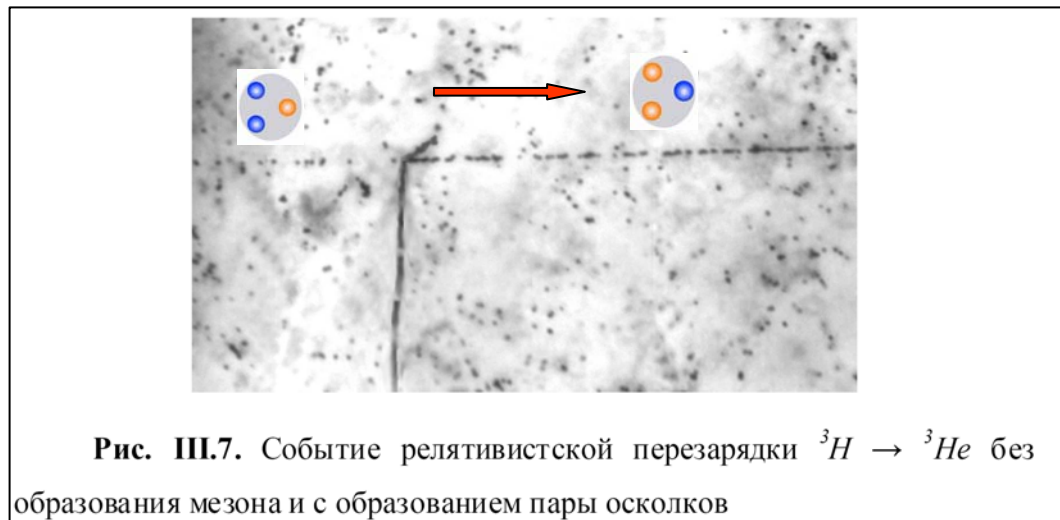 Рис. III.7. Событие релятивистской перезарядки ³H → ³He без
образования мезона и с образованием пары осколков